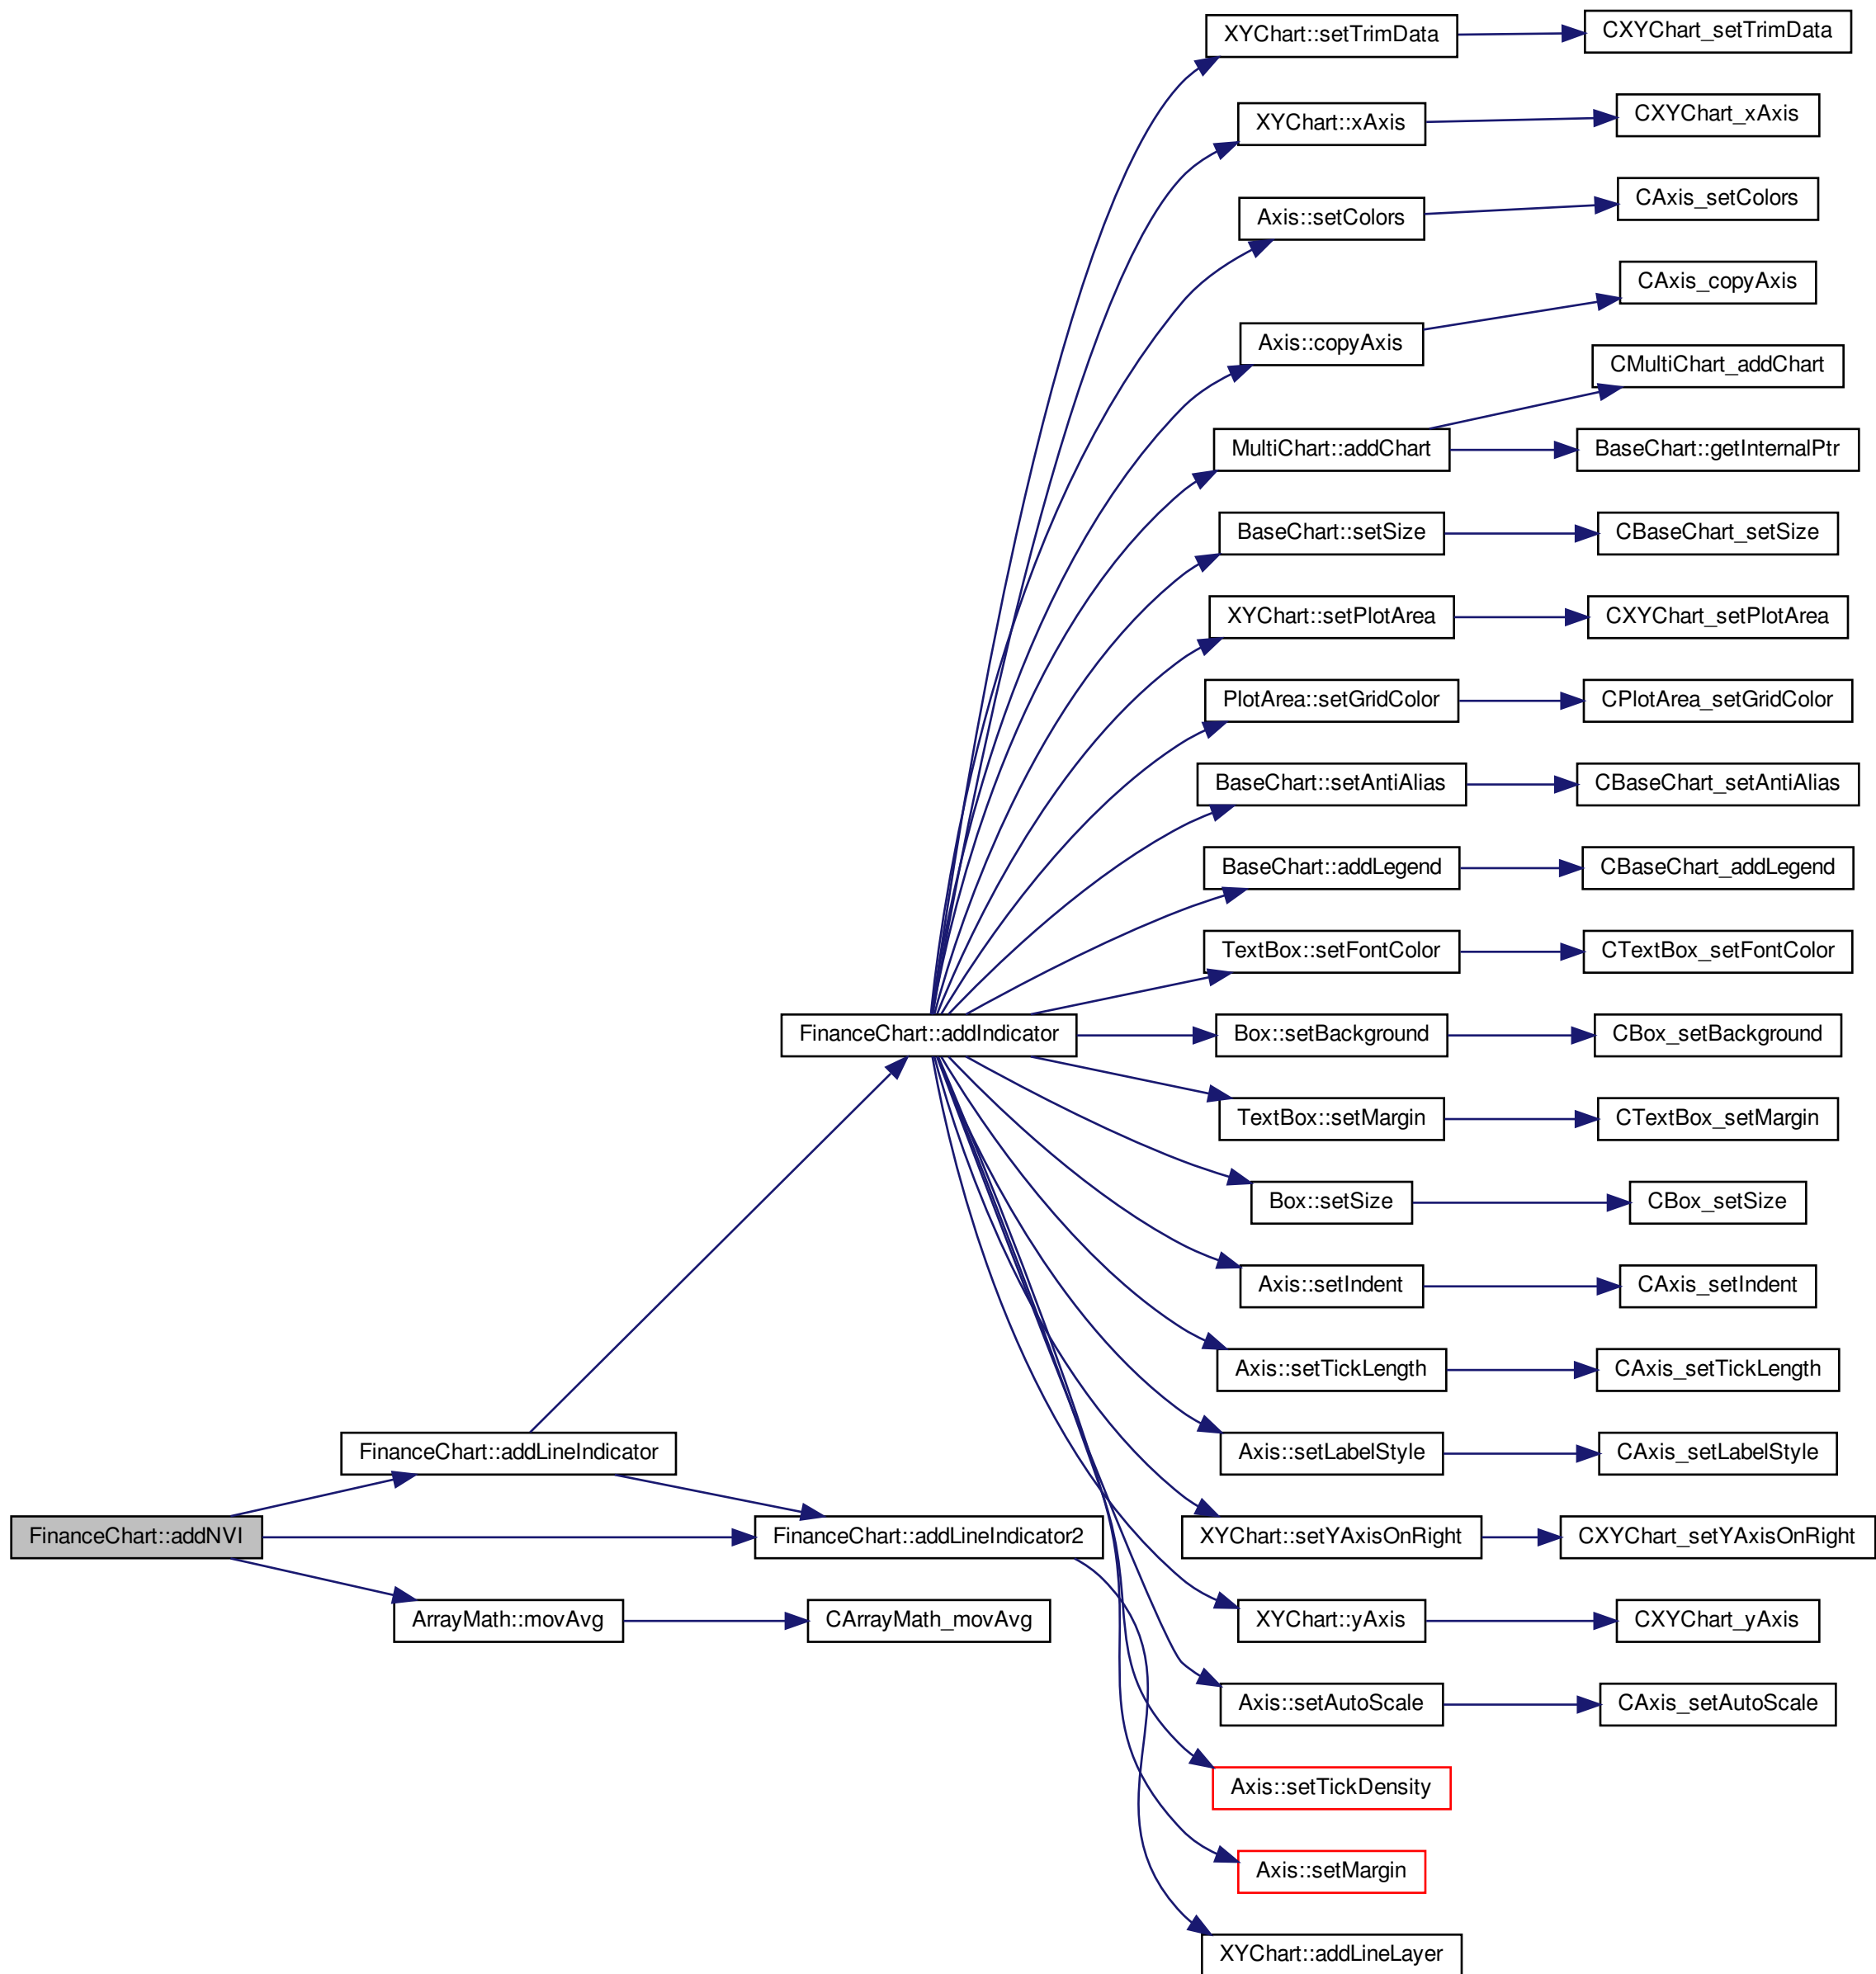 XYChart::setTrimData
CXYChart_setTrimData
XYChart::xAxis
CXYChart_xAxis
Axis::setColors
CAxis_setColors
Axis::copyAxis
CAxis_copyAxis
CMultiChart_addChart
MultiChart::addChart
BaseChart::getInternalPtr
BaseChart::setSize
CBaseChart_setSize
XYChart::setPlotArea
CXYChart_setPlotArea
PlotArea::setGridColor
CPlotArea_setGridColor
BaseChart::setAntiAlias
CBaseChart_setAntiAlias
BaseChart::addLegend
CBaseChart_addLegend
TextBox::setFontColor
CTextBox_setFontColor
FinanceChart::addIndicator
Box::setBackground
CBox_setBackground
TextBox::setMargin
CTextBox_setMargin
Box::setSize
CBox_setSize
Axis::setIndent
CAxis_setIndent
Axis::setTickLength
CAxis_setTickLength
FinanceChart::addLineIndicator
Axis::setLabelStyle
CAxis_setLabelStyle
FinanceChart::addNVI
FinanceChart::addLineIndicator2
XYChart::setYAxisOnRight
CXYChart_setYAxisOnRight
ArrayMath::movAvg
CArrayMath_movAvg
XYChart::yAxis
CXYChart_yAxis
Axis::setAutoScale
CAxis_setAutoScale
Axis::setTickDensity
Axis::setMargin
XYChart::addLineLayer